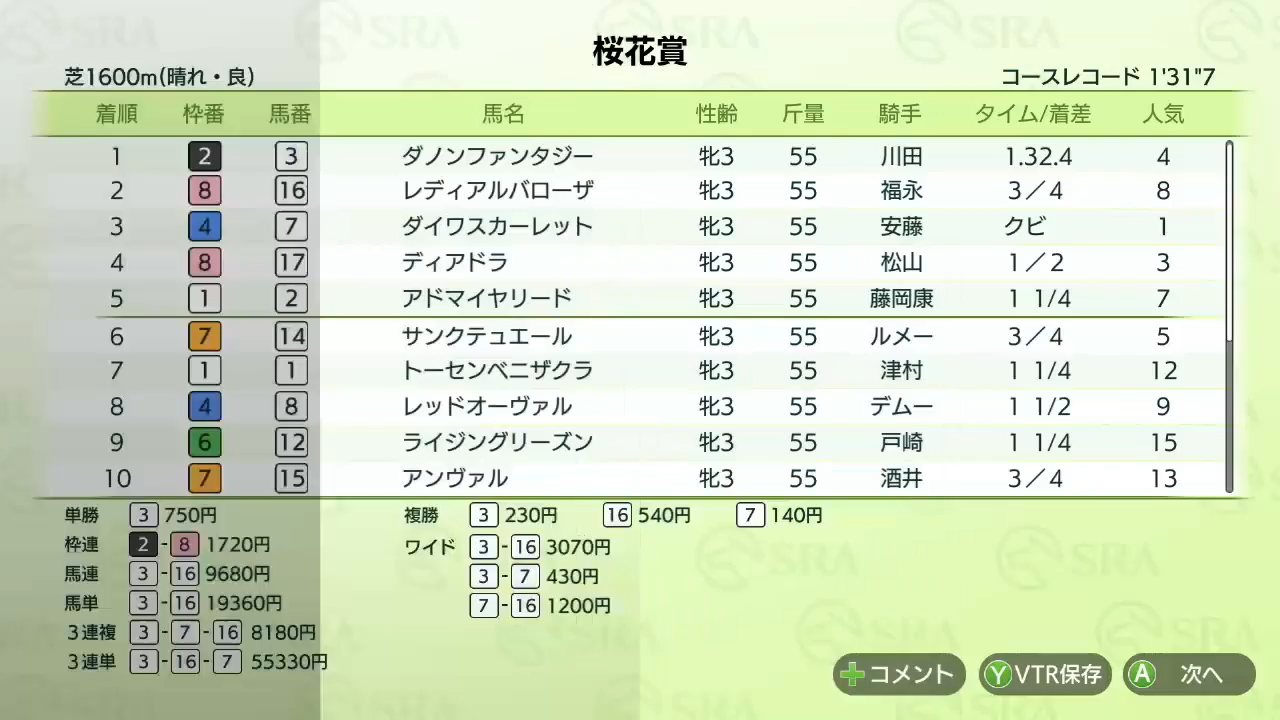 桜花賞
芝1600m(晴れ・良) コースレコード 1'31"7
着順 枠番 馬番 馬名 性齢 斤量 騎手 タイム/着差 人気
1 2 3 ダノンファンタジー 牝3 55 川田 1.32.4 4
2 8 16 レディアルバローザ 牝3 55 福永 3／4 8
3 4 7 ダイワスカーレット 牝3 55 安藤 クビ 1
4 8 17 ディアドラ 牝3 55 松山 1／2 3
5 1 2 アドマイヤリード 牝3 55 藤岡康 1 1/4 7
6 7 14 サンクテュエール 牝3 55 ルメー 3／4 5
7 1 1 トーセンベニザクラ 牝3 55 津村 1 1/4 12
8 4 8 レッドオーヴァル 牝3 55 デムー 1 1/2 9
9 6 12 ライジングリーズン 牝3 55 戸崎 1 1/4 15
10 7 15 アンヴァル 牝3 55 酒井 3／4 13
単勝 3 750円 複勝 3 230円 16 540円 7 140円
枠連 2-8 1720円 ワイド 3-16 3070円
馬連 3-16 9680円 3-7 430円
馬単 3-16 19360円 7-16 1200円
3連複 3-7-16 8180円
3連単 3-16-7 55330円
コメント Y VTR保存 A 次へ
SRA